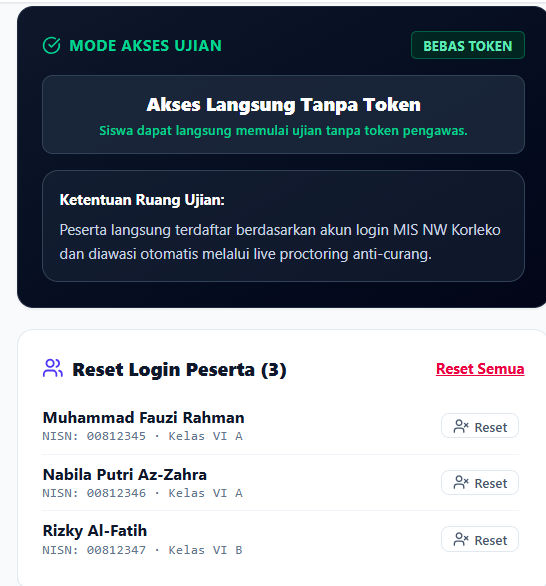 MODE AKSES UJIAN
BEBAS TOKEN
Akses Langsung Tanpa Token
Siswa dapat langsung memulai ujian tanpa token pengawas.
Ketentuan Ruang Ujian:
Peserta langsung terdaftar berdasarkan akun login MIS NW Korleko
dan diawasi otomatis melalui live proctoring anti-curang.
Reset Login Peserta (3)
Reset Semua
Muhammad Fauzi Rahman
NISN: 00812345 · Kelas VI A
Reset
Nabila Putri Az-Zahra
NISN: 00812346 · Kelas VI A
Reset
Rizky Al-Fatih
NISN: 00812347 · Kelas VI B
Reset